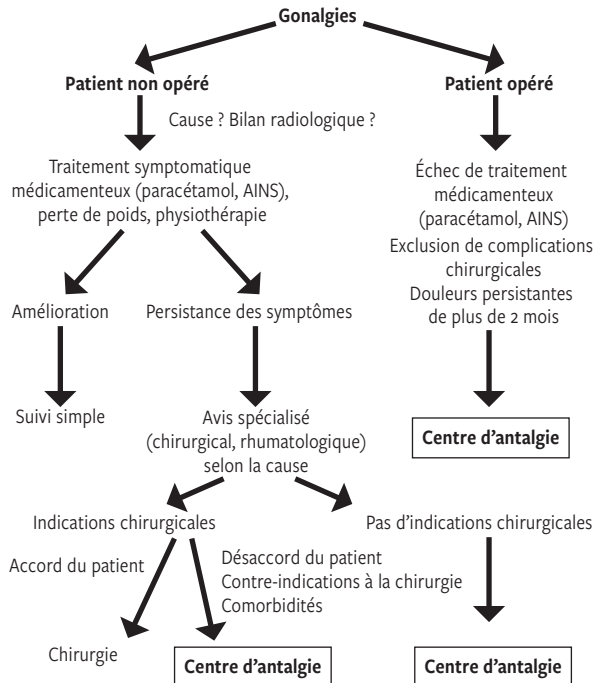 Gonalgies
Patient non opéré
Patient opéré
Cause ? Bilan radiologique ?
Traitement symptomatique
médicamenteux (paracétamol, AINS),
perte de poids, physiothérapie
Échec de traitement
médicamenteux
(paracétamol, AINS)
Exclusion de complications
chirurgicales
Douleurs persistantes
de plus de 2 mois
Amélioration
Persistance des symptômes
Suivi simple
Avis spécialisé
(chirurgical, rhumatologique)
selon la cause
Centre d'antalgie
Indications chirurgicales
Pas d'indications chirurgicales
Accord du patient
Désaccord du patient
Contre-indications à la chirurgie
Comorbidités
Chirurgie
Centre d'antalgie
Centre d'antalgie